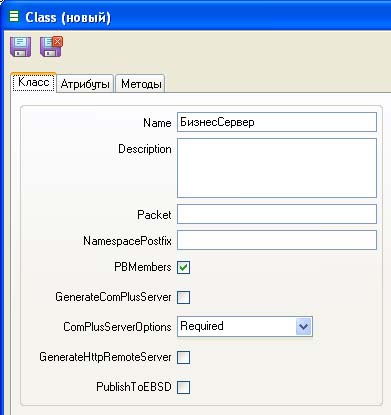 Class (новый)
Класс Атрибуты Методы
Name БизнесСервер
Description
Packet
NamespacePostfix
PBMembers
GenerateComPlusServer
ComPlusServerOptions Required
GenerateHttpRemoteServer
PublishToEBSD